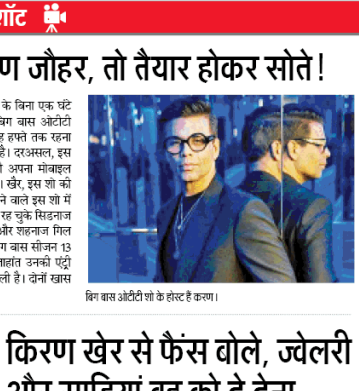 शॉट
ण जौहर, तो तैयार होकर सोते!
के बिना एक घंटे
बिग बास ओटीटी
ह हफ्ते तक रहना
है। दरअसल, इस
अपना मोबाइल
। खैर, इस शो की
ने वाले इस शो में
रह चुके सिडनाज
और शहनाज गिल
ग बास सीजन 13
उनकी एंट्री
ली है। दोनों खास
बिग बास ओटीटी शो के होस्ट हैं करण।
किरण खेर से फैंस बोले, ज्वेलरी